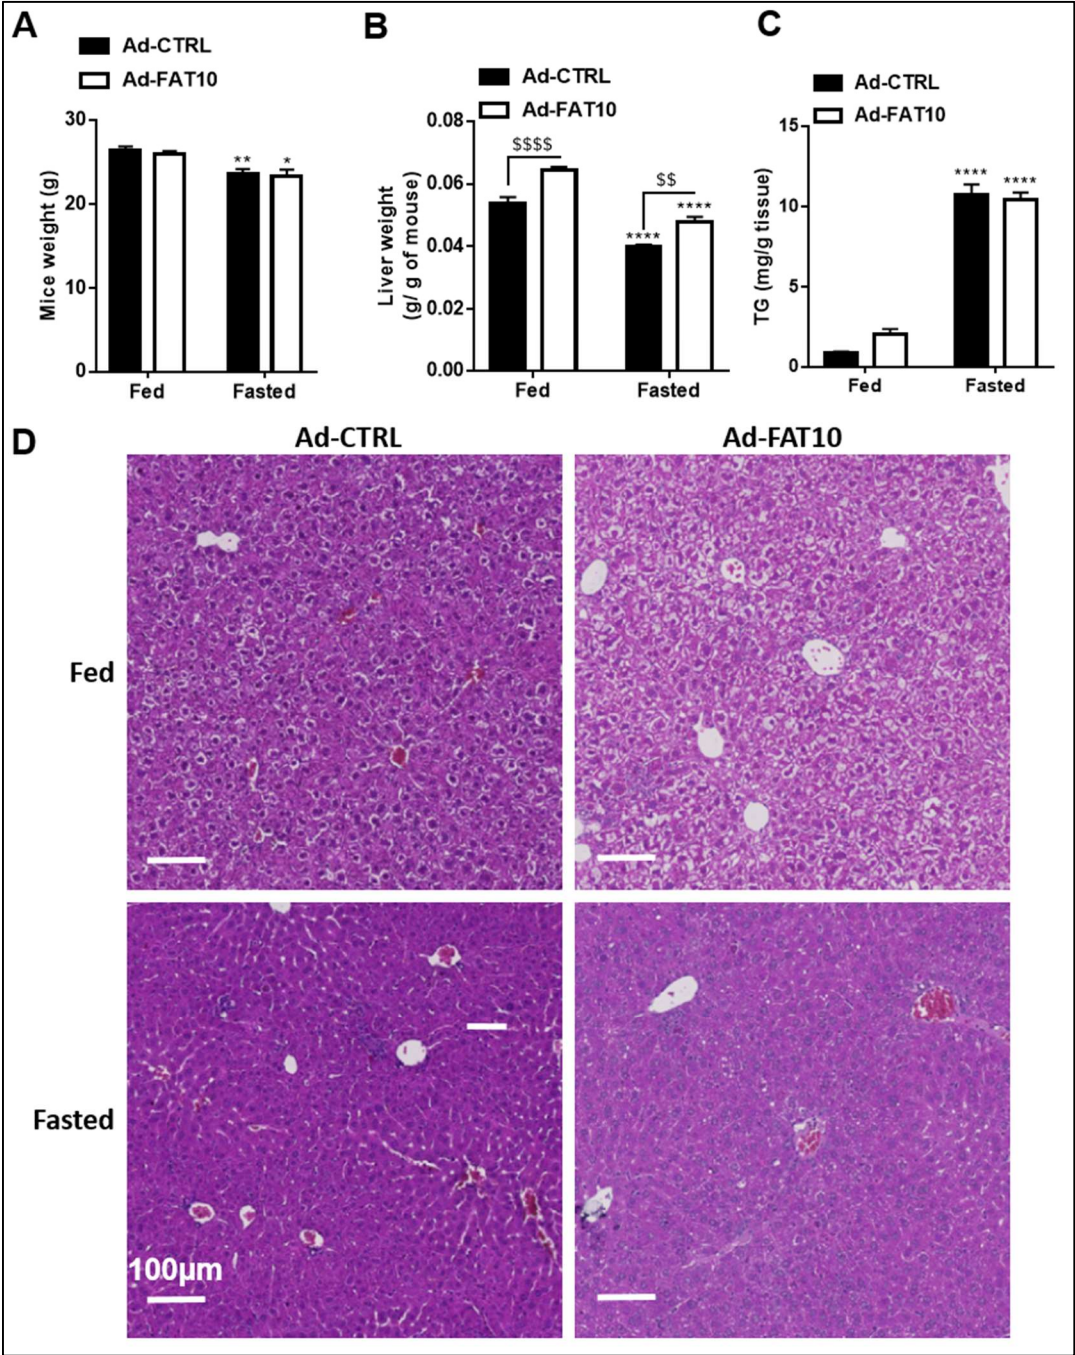 A
Ad-CTRL
Ad-FAT10
Mice weight (g)
30
20
10
0
**
*
Fed
Fasted
B
Ad-CTRL
Ad-FAT10
Liver weight
(g/ g of mouse)
0.08
0.06
0.04
0.02
0.00
$$$$
$$
****
****
Fed
Fasted
C
Ad-CTRL
Ad-FAT10
TG (mg/g tissue)
15
10
5
0
****
****
Fed
Fasted
D
Ad-CTRL
Ad-FAT10
Fed
Fasted
100µm